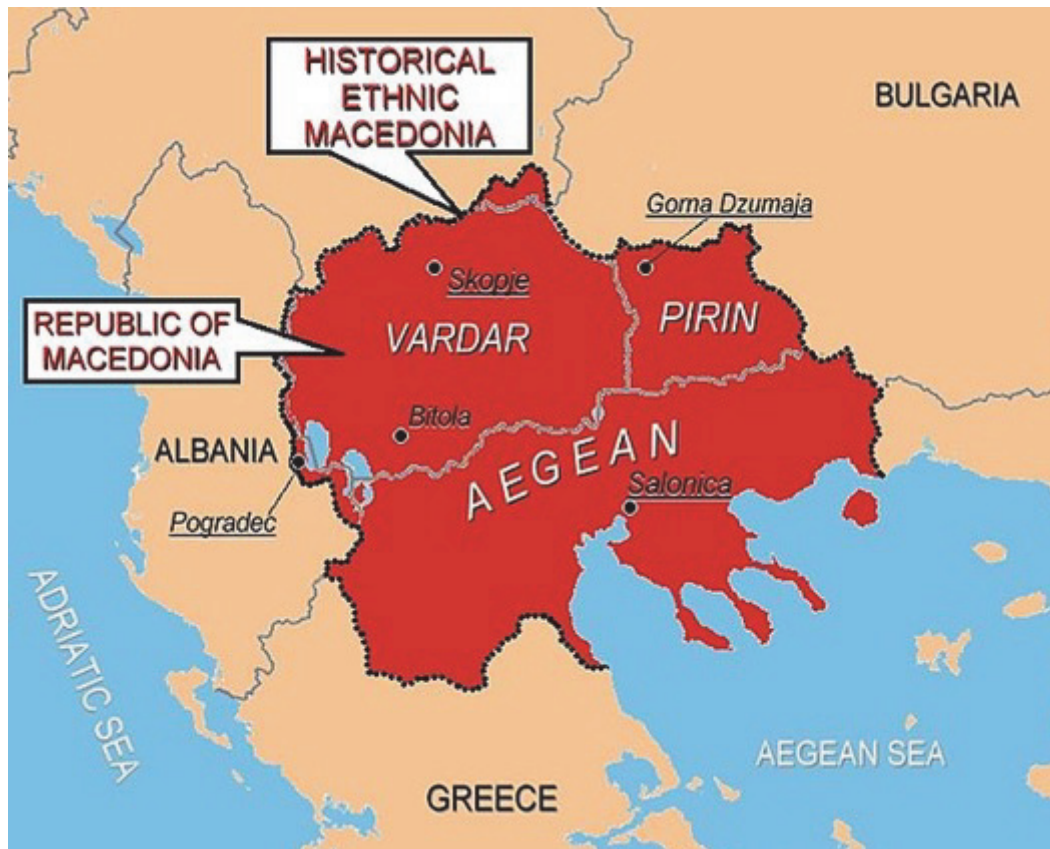 HISTORICAL
ETHNIC
MACEDONIA
BULGARIA
Gorna Dzumaja
Skopje
PIRIN
REPUBLIC OF
MACEDONIA
VARDAR
Bitola
ALBANIA
AEGEAN
Salonica
Pogradec
ADRIATIC SEA
AEGEAN SEA
GREECE